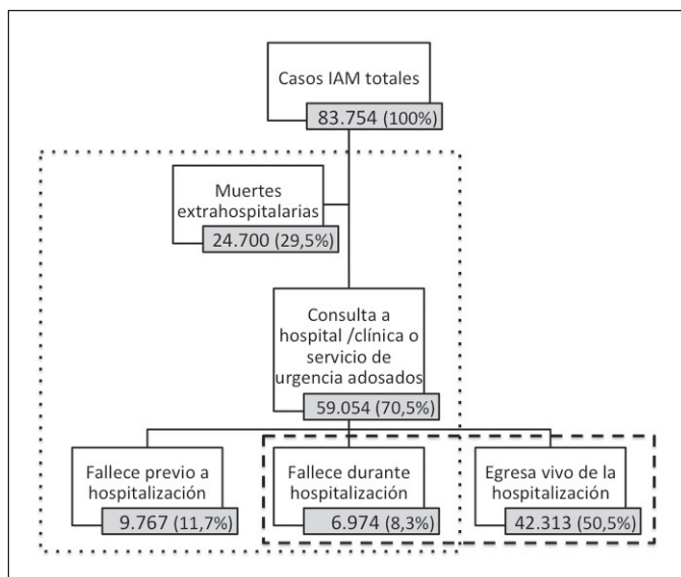 Casos IAM totales
83.754 (100%)
Muertes
extrahospitalarias
24.700 (29,5%)
Consulta a
hospital /clínica o
servicio de
urgencia adosados
59.054 (70,5%)
Fallece previo a
hospitalización
9.767 (11,7%)
Fallece durante
hospitalización
6.974 (8,3%)
Egresa vivo de la
hospitalización
42.313 (50,5%)